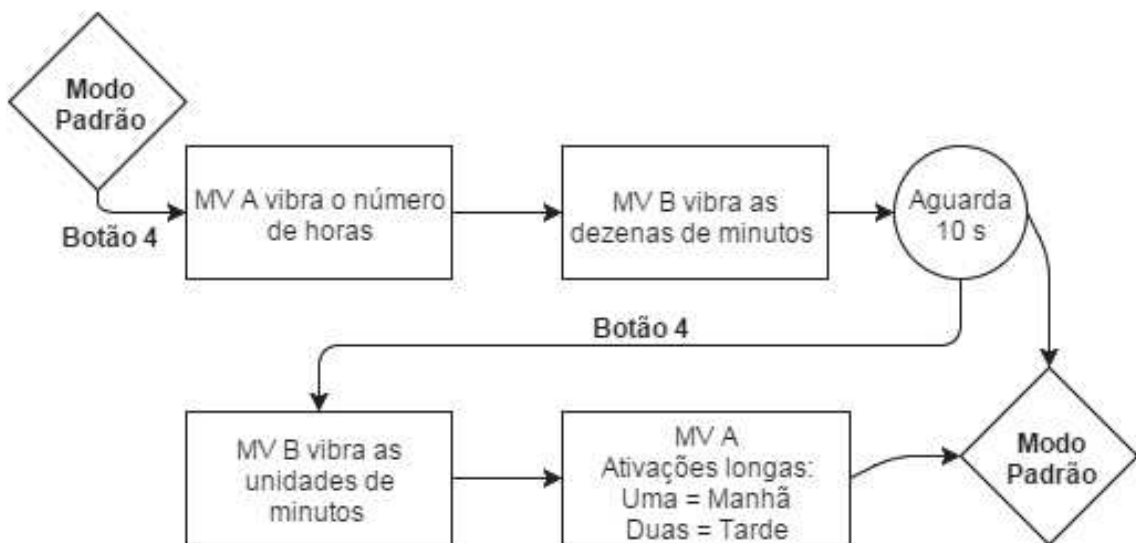 Modo
Padrão
Botão 4
MV A vibra o número
de horas
MV B vibra as
dezenas de minutos
Aguarda
10 s
Botão 4
MV B vibra as
unidades de
minutos
MV A
Ativações longas:
Uma = Manhã
Duas = Tarde
Modo
Padrão